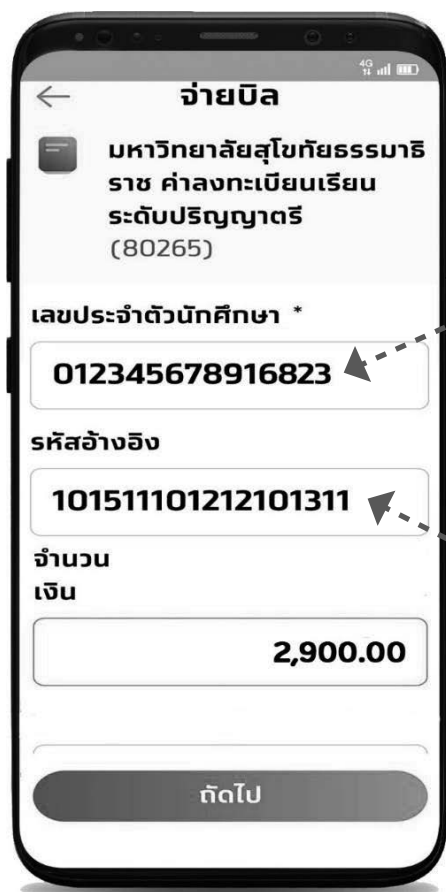 4G
จ่ายบิล
มหาวิทยาลัยสุโขทัยธรรมาธิ
ราช ค่าลงทะเบียนเรียน
ระดับปริญญาตรี
(80265)
เลขประจำตัวนักศึกษา *
012345678916823
รหัสอ้างอิง
101511101212101311
จำนวน
เงิน
2,900.00
ถัดไป